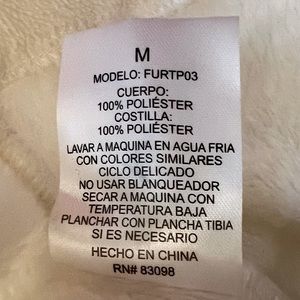 M
MODELO: FURTP03
CUERPO:
100% POLIÉSTER
COSTILLA:
100% POLIÉSTER
LAVAR A MAQUINA EN AGUA FRIA
CON COLORES SIMILARES
CICLO DELICADO
NO USAR BLANQUEADOR
SECAR A MAQUINA CON
TEMPERATURA BAJA
PLANCHAR CON PLANCHA TIBIA
SI ES NECESARIO
HECHO EN CHINA
RN# 83098